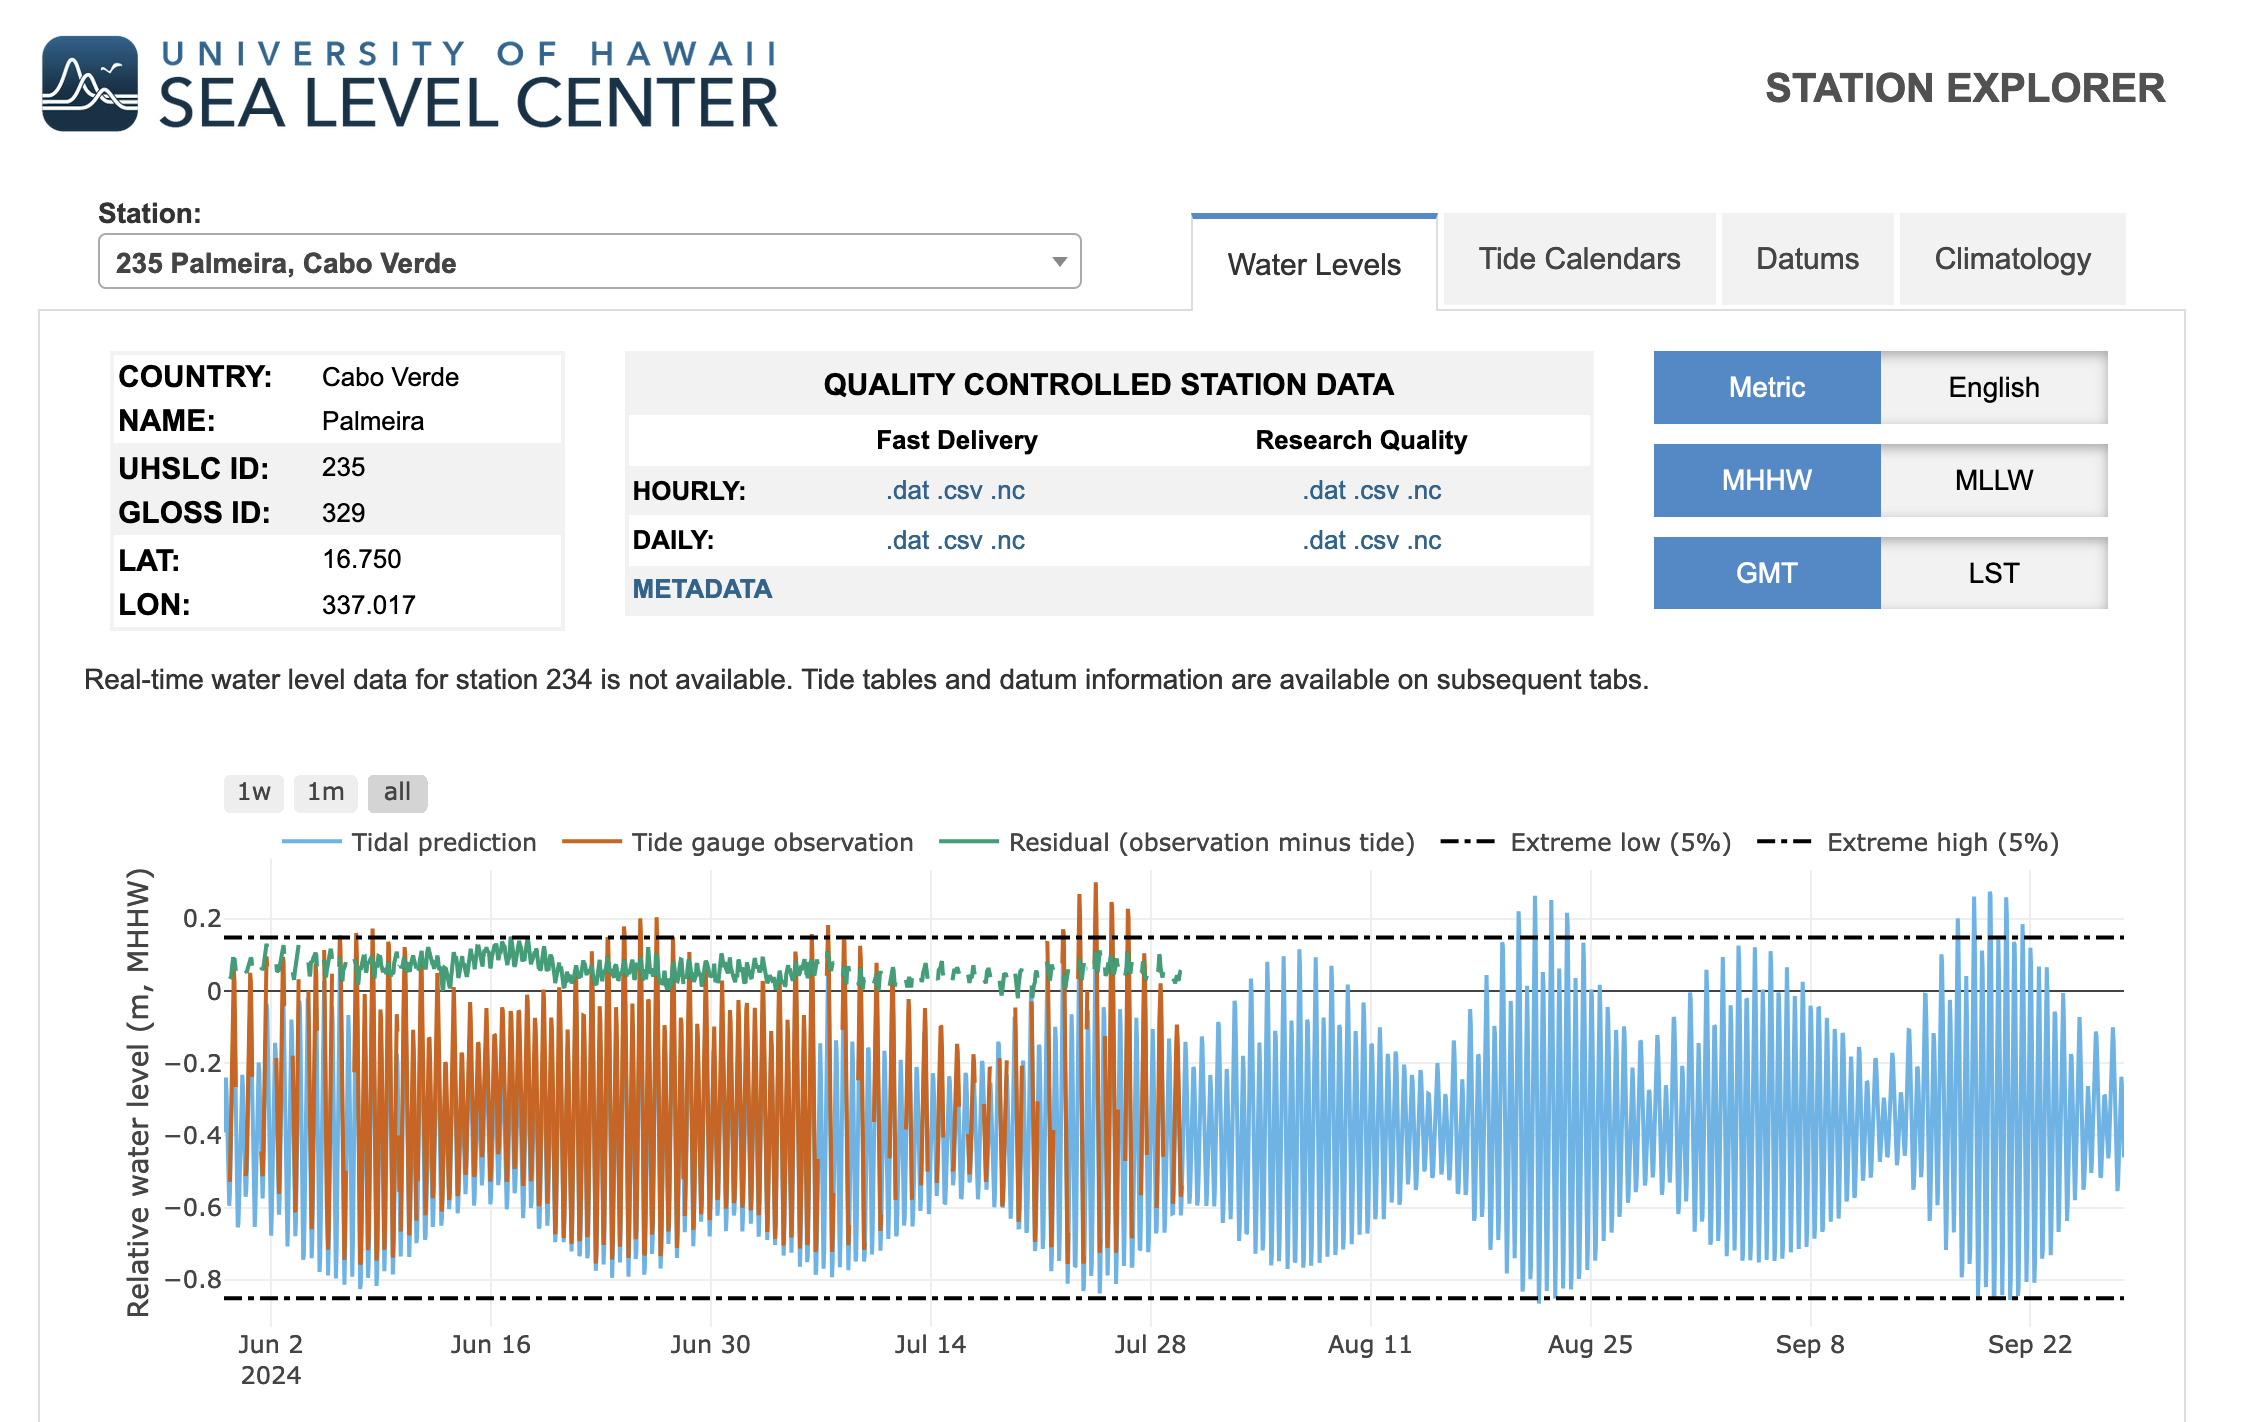 UNIVERSITY OF HAWAII
SEA LEVEL CENTER
STATION EXPLORER
Station:
235 Palmeira, Cabo Verde
Water Levels
Tide Calendars
Datums
Climatology
COUNTRY: Cabo Verde
NAME: Palmeira
UHSLC ID: 235
GLOSS ID: 329
LAT: 16.750
LON: 337.017
QUALITY CONTROLLED STATION DATA
Fast Delivery Research Quality
HOURLY: .dat .csv .nc .dat .csv .nc
DAILY: .dat .csv .nc .dat .csv .nc
METADATA
Metric English
MHHW MLLW
GMT LST
Real-time water level data for station 234 is not available. Tide tables and datum information are available on subsequent tabs.
1w 1m all
Tidal prediction Tide gauge observation Residual (observation minus tide) Extreme low (5%) Extreme high (5%)
Relative water level (m, MHHW)
0.2
0
−0.2
−0.4
−0.6
−0.8
Jun 2 Jun 16 Jun 30 Jul 14 Jul 28 Aug 11 Aug 25 Sep 8 Sep 22
2024